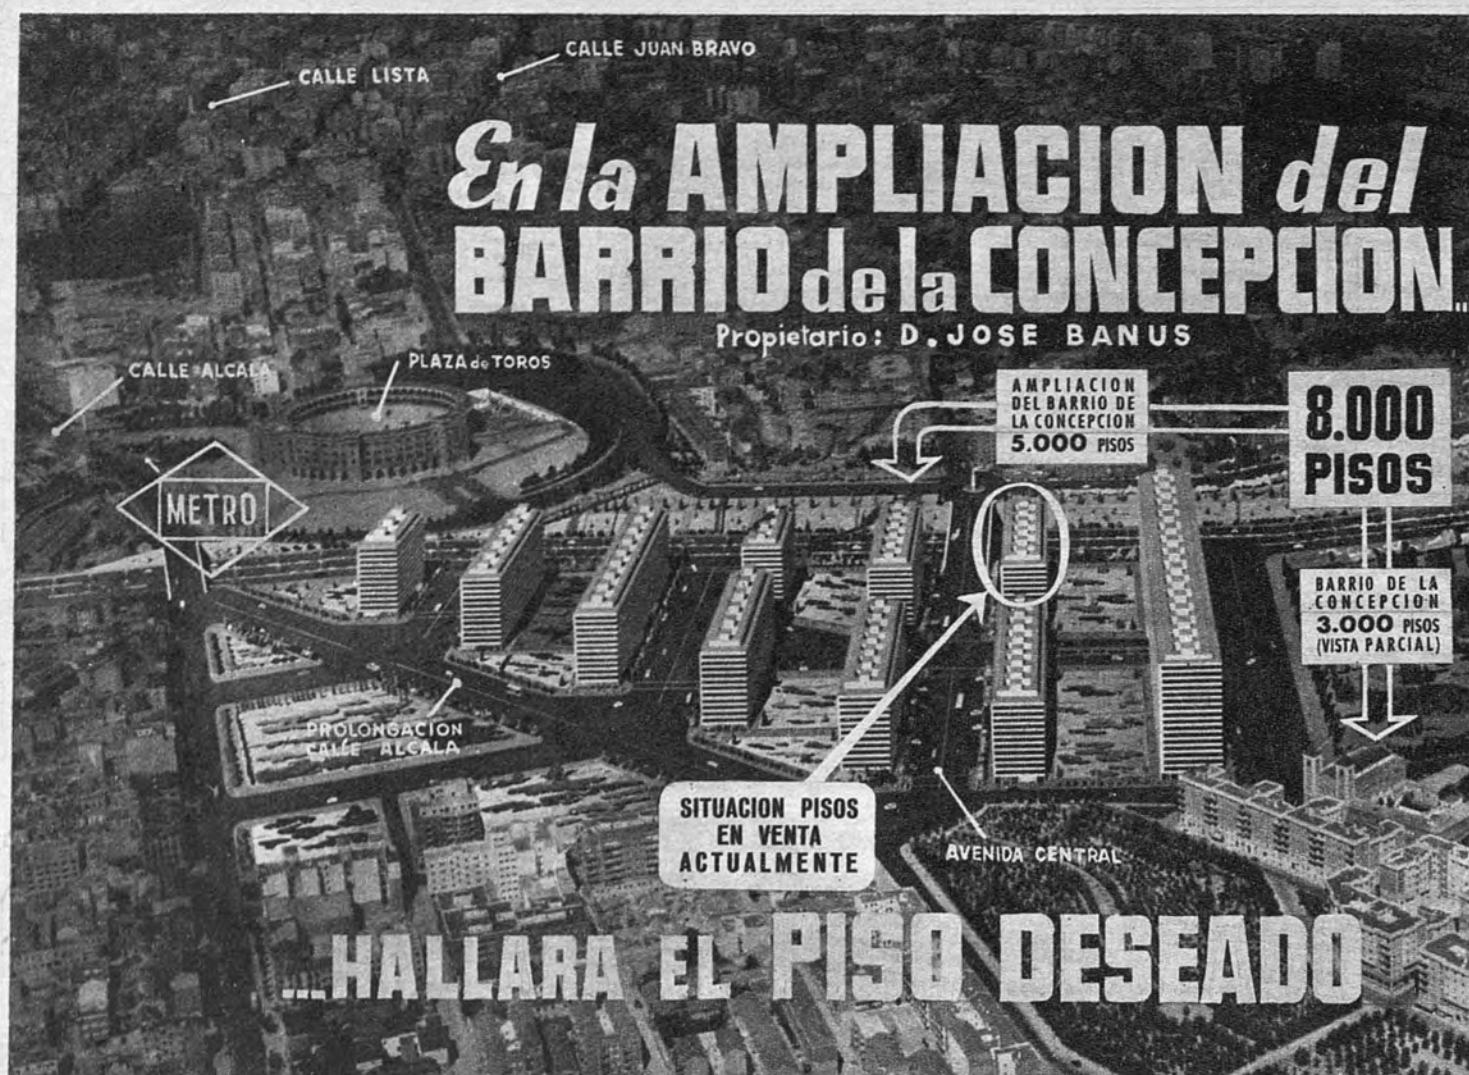 CALLE JUAN BRAVO
CALLE LISTA
En la AMPLIACION del
BARRIO de la CONCEPCION...
Propietario: D. JOSE BANUS
CALLE ALCALA
PLAZA de TOROS
AMPLIACION
DEL BARRIO DE
LA CONCEPCION
5.000 PISOS
8.000
PISOS
METRO
BARRIO DE LA
CONCEPCION
3.000 PISOS
(VISTA PARCIAL)
PROLONGACION
CALLE ALCALA
SITUACION PISOS
EN VENTA
ACTUALMENTE
AVENIDA CENTRAL
...HALLARA EL PISO DESEADO